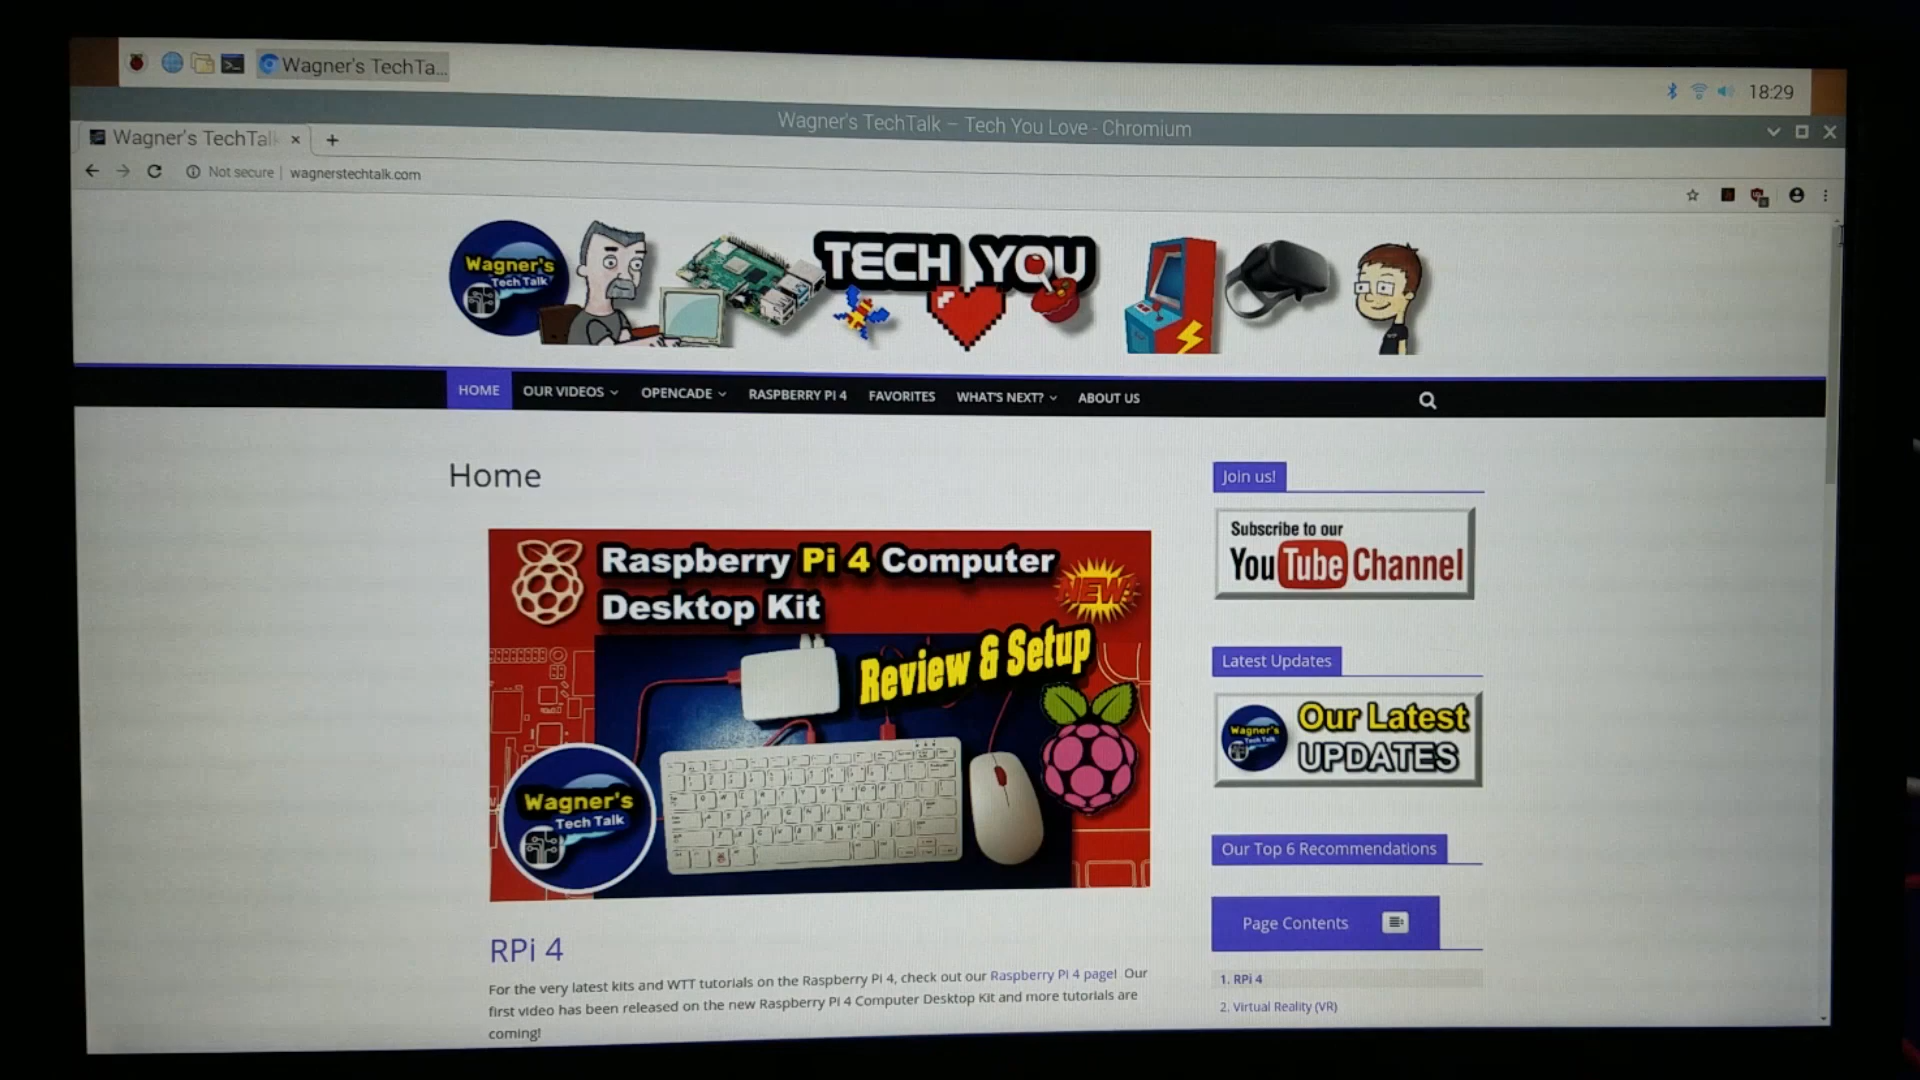 Wagner's TechTa...
18:29
Wagner's TechTalk – Tech You Love - Chromium
Wagner's TechTalk
Not secure | wagnerstechtalk.com
Wagner's
Tech Talk
TECH YOU
HOME OUR VIDEOS OPENCADE RASPBERRY PI 4 FAVORITES WHAT'S NEXT? ABOUT US
Home
Raspberry Pi 4 Computer
Desktop Kit
NEW!
Review & Setup
Wagner's
Tech Talk
RPi 4
For the very latest kits and WTT tutorials on the Raspberry Pi 4, check out our Raspberry Pi 4 page! Our
first video has been released on the new Raspberry Pi 4 Computer Desktop Kit and more tutorials are
coming!
Join us!
Subscribe to our
YouTube Channel
Latest Updates
Wagner's
Tech Talk
Our Latest
UPDATES
Our Top 6 Recommendations
Page Contents
1. RPi 4
2. Virtual Reality (VR)